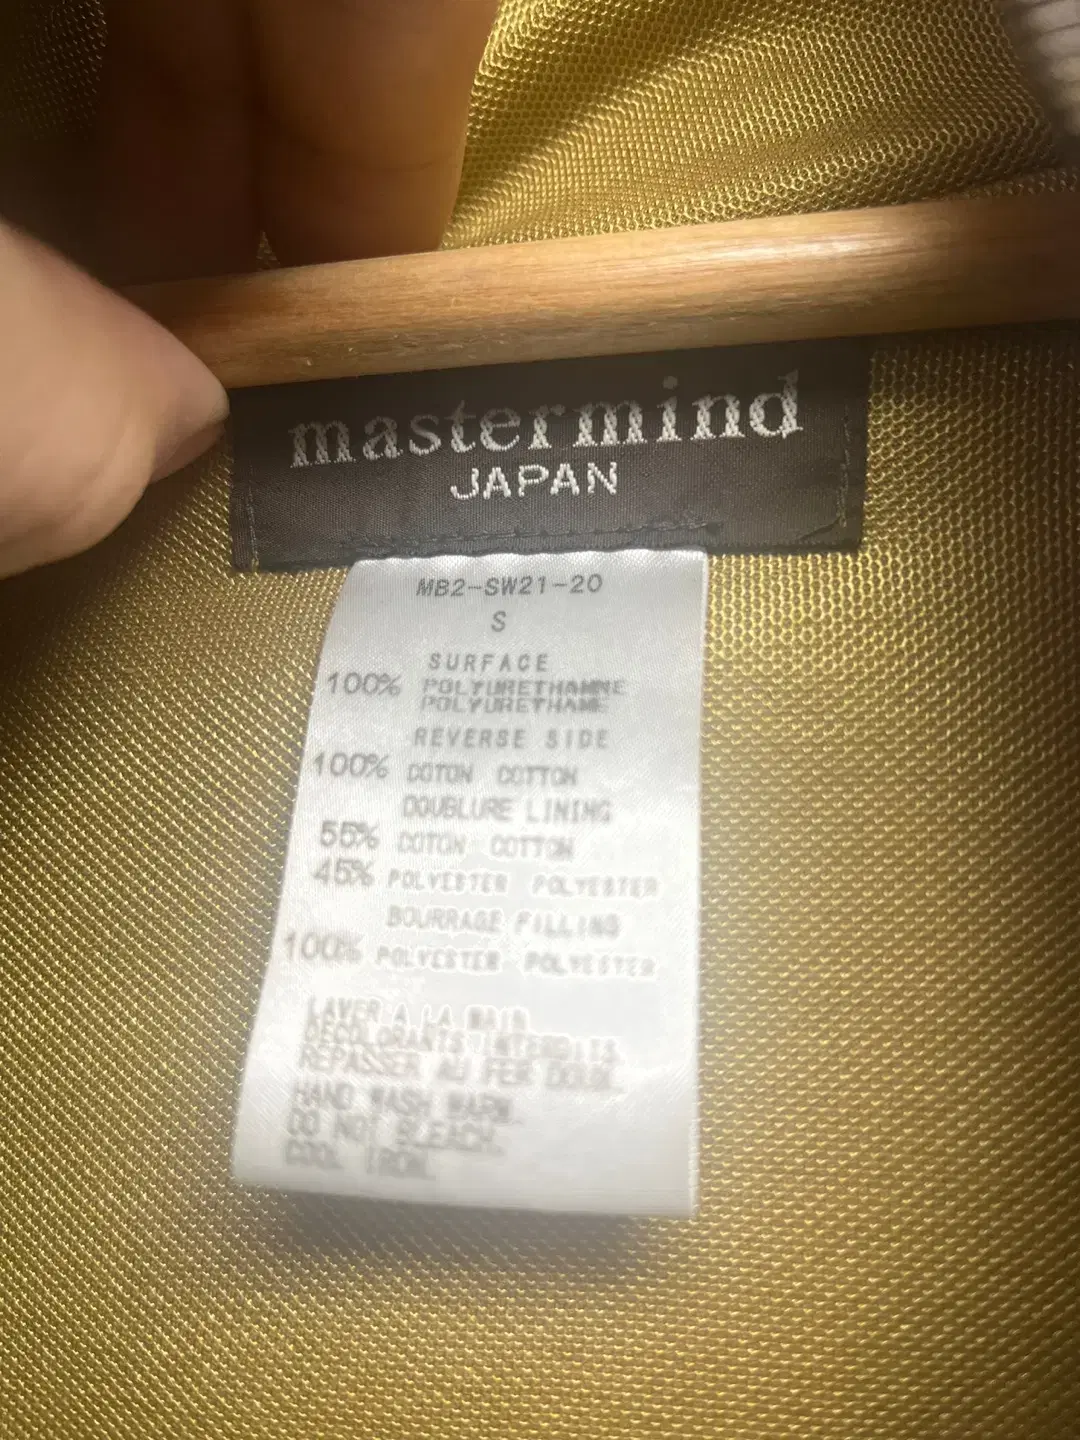 mastermind
JAPAN
MB2-SW21-20
S
SURFACE
100% POLYURETHANNE
POLYURETHANE
REVERSE SIDE
100% COTON COTTON
DOUBLURE LINING
55% COTON COTTON
45% POLYESTER POLYESTER
BOURRAGE FILLING
100% POLYESTER POLYESTER
LAVER A LA MAIN
DECOLORANTS INTERDITS
REPASSER AU FER DOUX
HAND WASH WARM
DO NOT BLEACH
COOL IRON